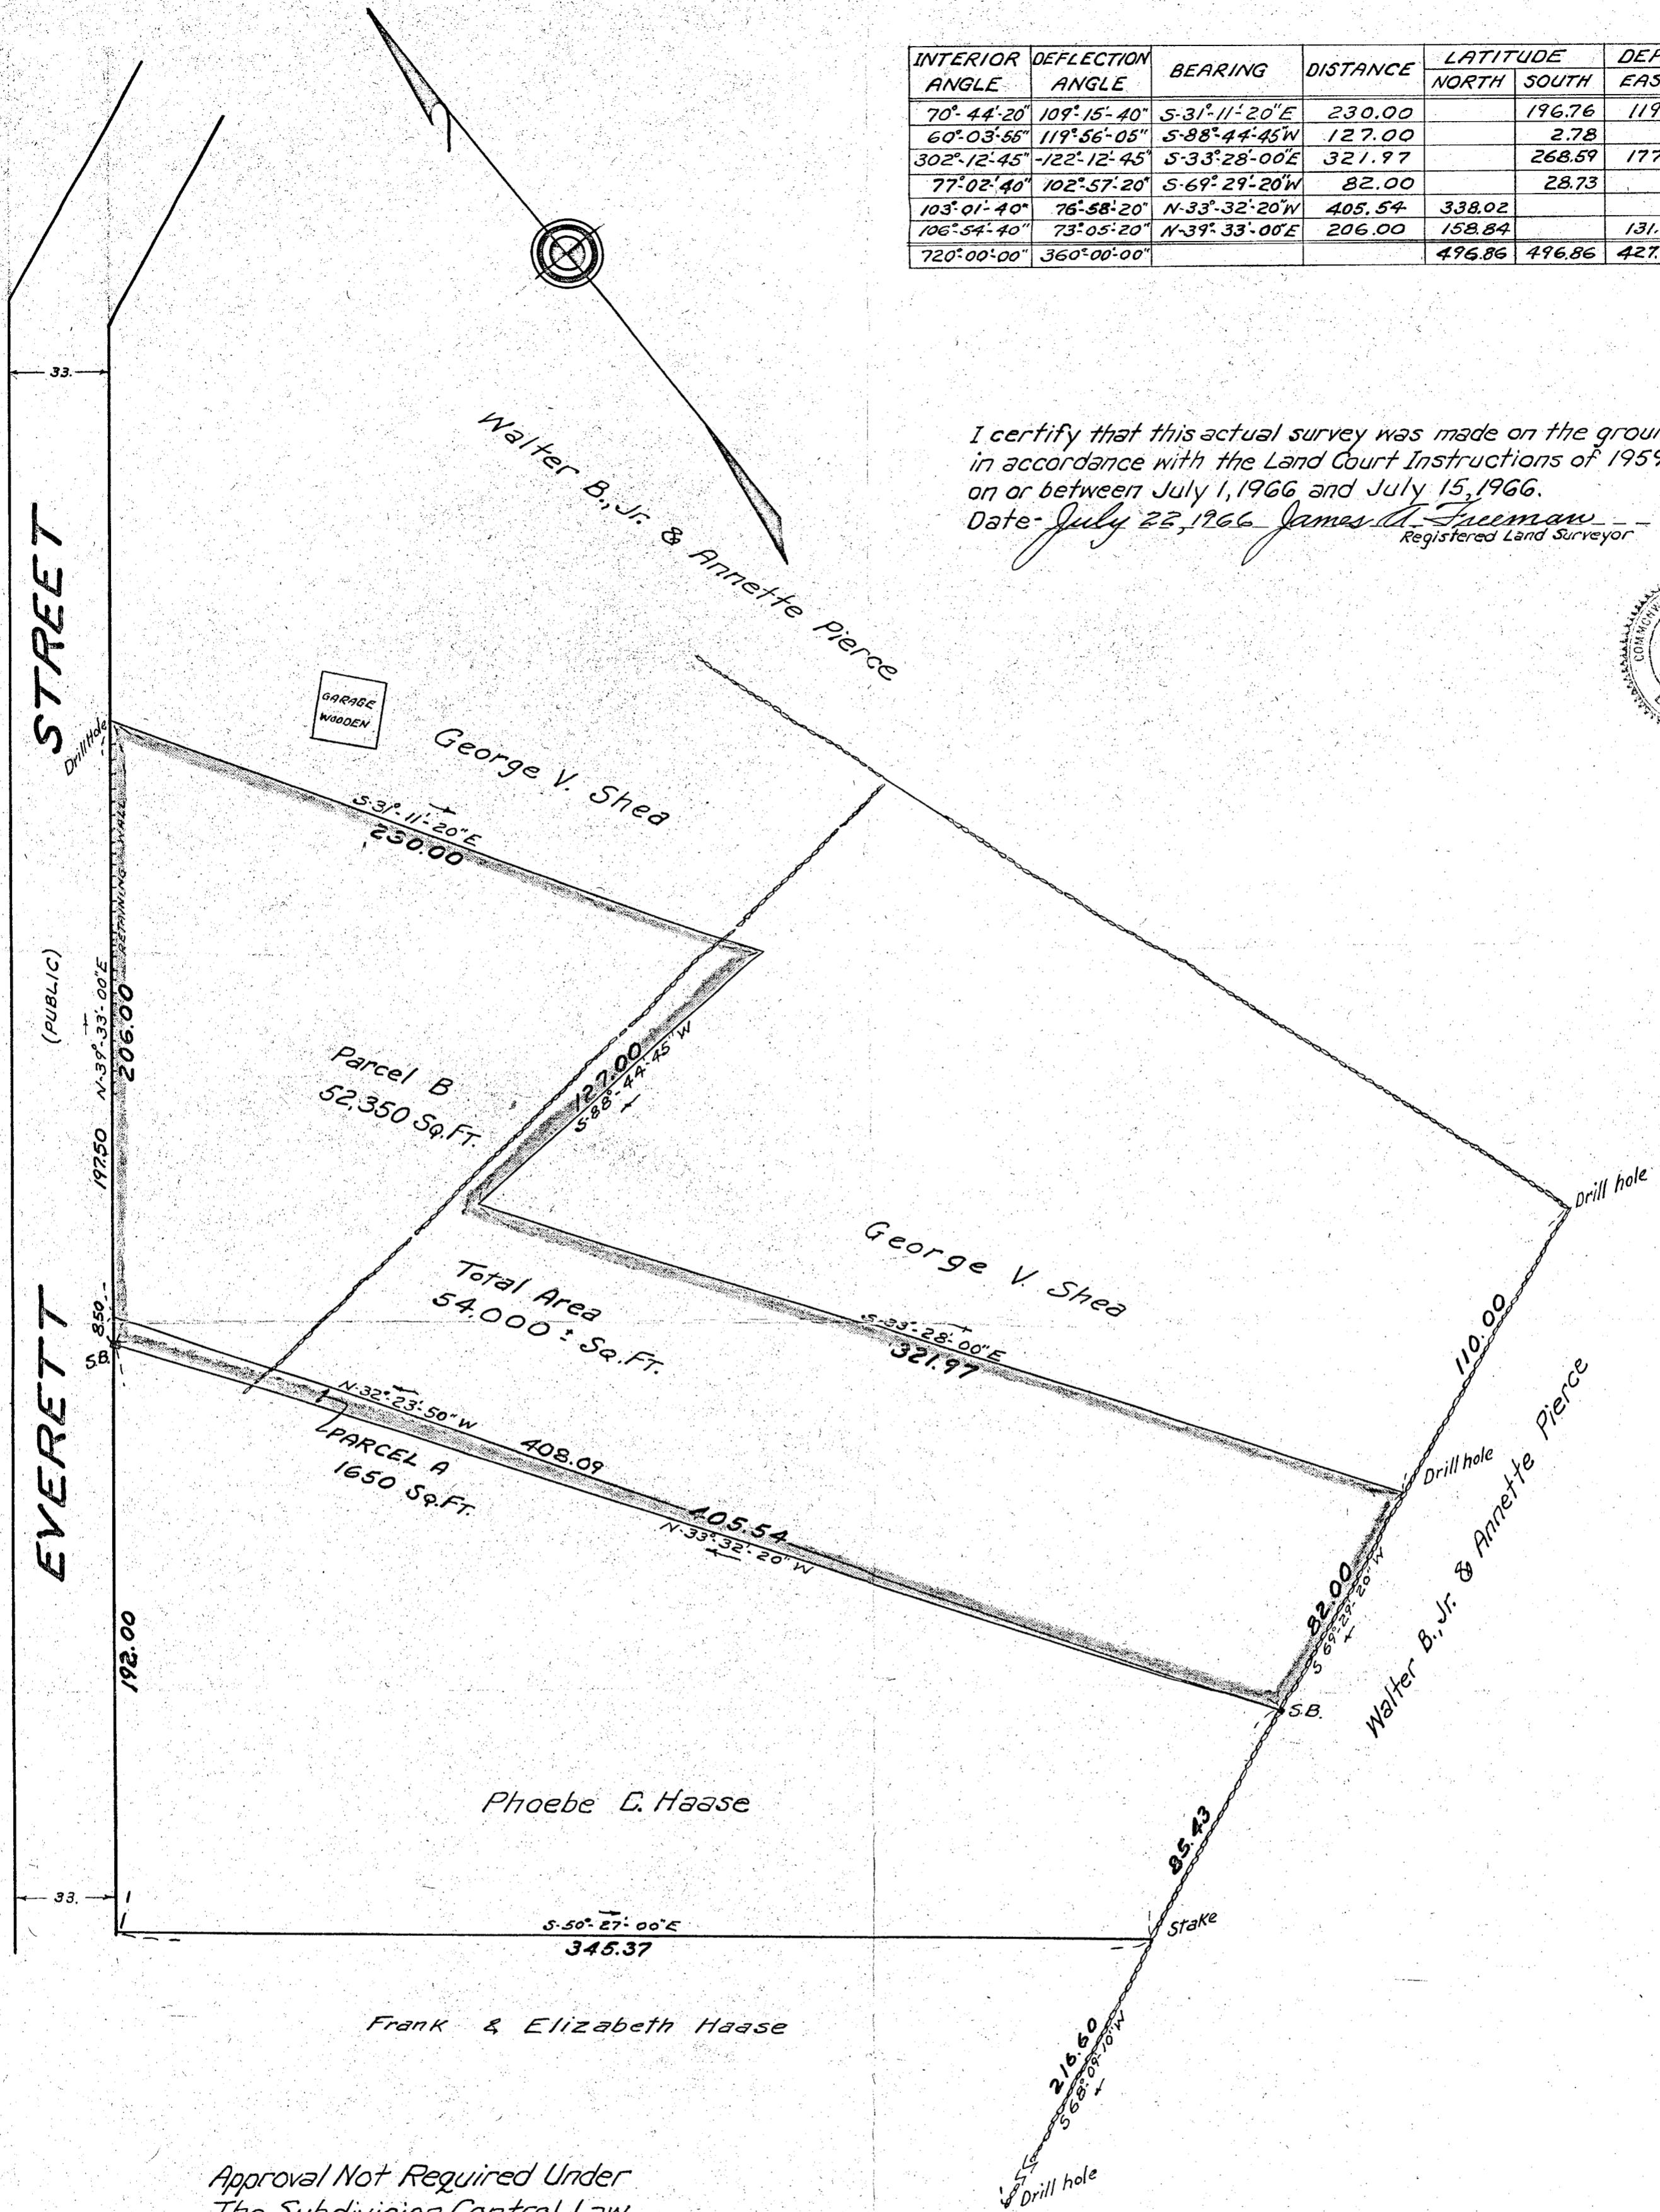 INTERIOR ANGLE DEFLECTION ANGLE BEARING DISTANCE LATITUDE
NORTH SOUTH
70°-44'-20" 109°-15'-40" S-31°-11'-20"E 230.00 196.76 119
60°-03'-55" 119°-56'-05" S-88°-44'-45"W 127.00 2.78
302°-12'-45" -122°-12'-45" S-33°-28'-00"E 321.97 268.59 177
77°-02'-40" 102°-57'-20" S-69°-29'-20"W 82.00 28.73
103°-01'-40" 76°-58'-20" N-33°-32'-20"W 405.54 338.02
106°-54'-40" 73°-05'-20" N-39°-33'-00"E 206.00 158.84 131.
720°-00'-00" 360°-00'-00" 496.86 496.86 427.
33.
Walter B., Jr. & Annette Pierce
I certify that this actual survey was made on the
in accordance with the Land Court Instructions of 1959
on or between July 1, 1966 and July 15, 1966.
Date- July 22, 1966 James A. Freeman
Registered Land Surveyor
EVERETT STREET
(PUBLIC)
Drill Hole
GARAGE
WOODEN
George V. Shea
S-31°-11'-20"E
230.00
RETAINING WALL
N-39°-33'-00"E
206.00
197.50
8.50
S.B.
Parcel B
52,350 Sq.Ft.
127.00
S-88°-44'-45"W
Total Area
54.000 ± Sq.Ft.
George V. Shea
S-33°-28'-00"E
321.97
Drill hole
110.00
Drill hole
82.00
S 69°-29'-20" W
Walter B., Jr. & Annette Pierce
N-32°-23'-50"W
408.09
PARCEL A
1650 Sq.Ft.
405.54
N-33°-32'-20"W
S.B.
192.00
Phoebe C. Haase
85.43
33.
S-50°-27'-00"E
345.37
Stake
Frank & Elizabeth Haase
216.60
S 68°-09'-10"W
Drill hole
Approval Not Required Under
The Subdivision Control Law